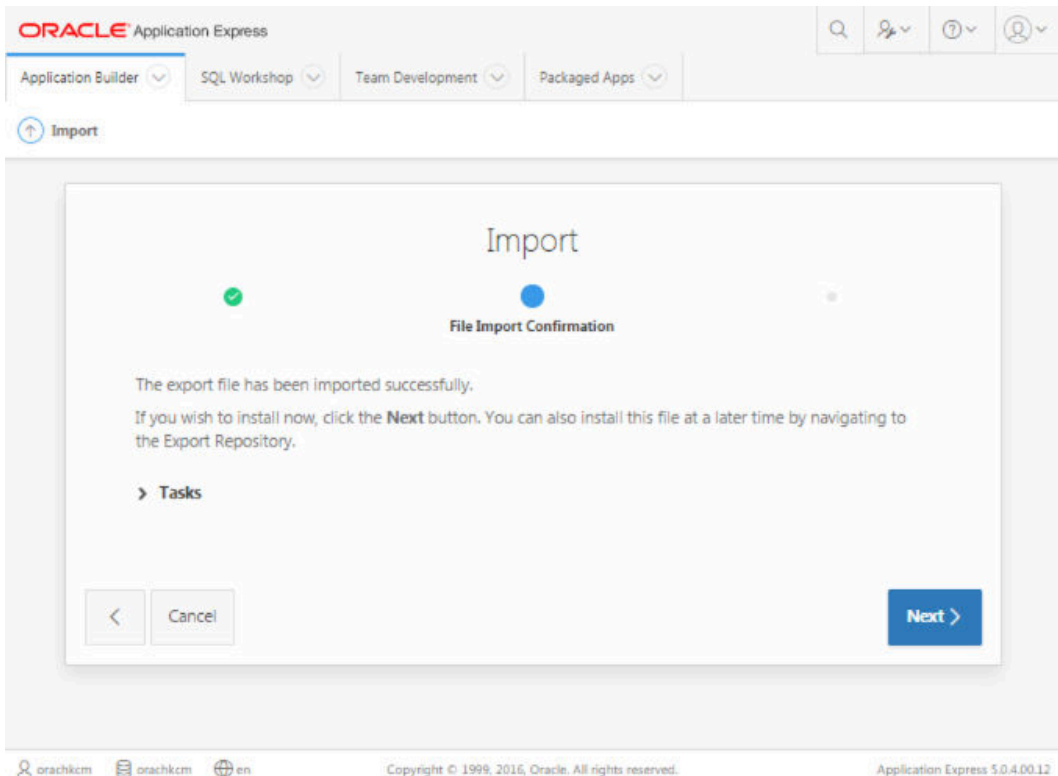 ORACLE Application Express
Application Builder SQL Workshop Team Development Packaged Apps
Import
Import
File Import Confirmation
The export file has been imported successfully.
If you wish to install now, click the Next button. You can also install this file at a later time by navigating to
the Export Repository.
Tasks
Cancel Next
orachkcm orachkcm en Copyright © 1999, 2016, Oracle. All rights reserved. Application Express 5.0.4.00.12